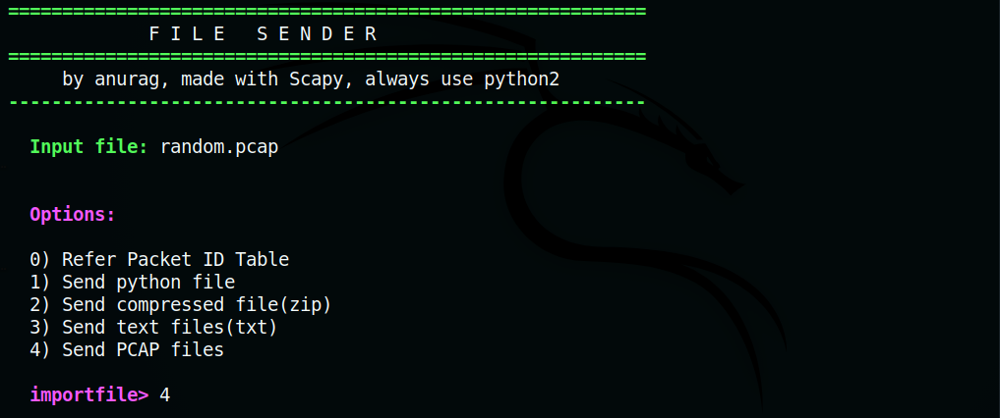 ============================================================
F I L E   S E N D E R
============================================================
by anurag, made with Scapy, always use python2
------------------------------------------------------------
Input file: random.pcap
Options:
0) Refer Packet ID Table
1) Send python file
2) Send compressed file(zip)
3) Send text files(txt)
4) Send PCAP files
importfile> 4